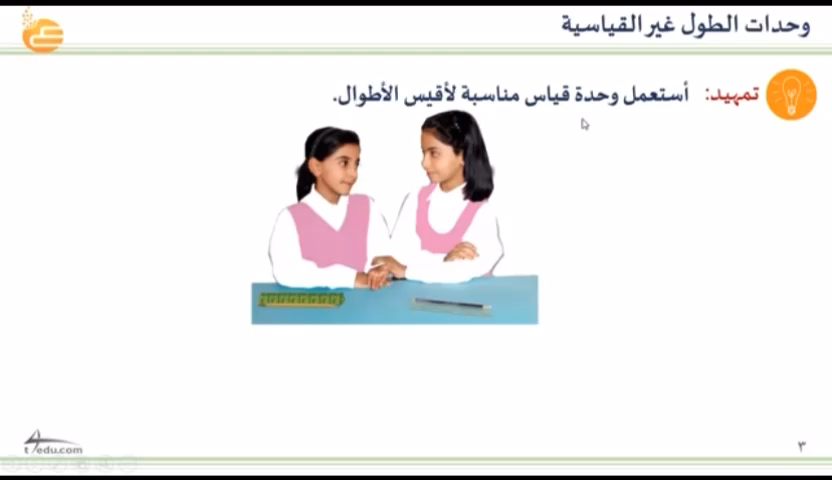 وحدات الطول غير القياسية
تمهيد: أستعمل وحدة قياس مناسبة لأقيس الأطوال.
t4edu.com
٣